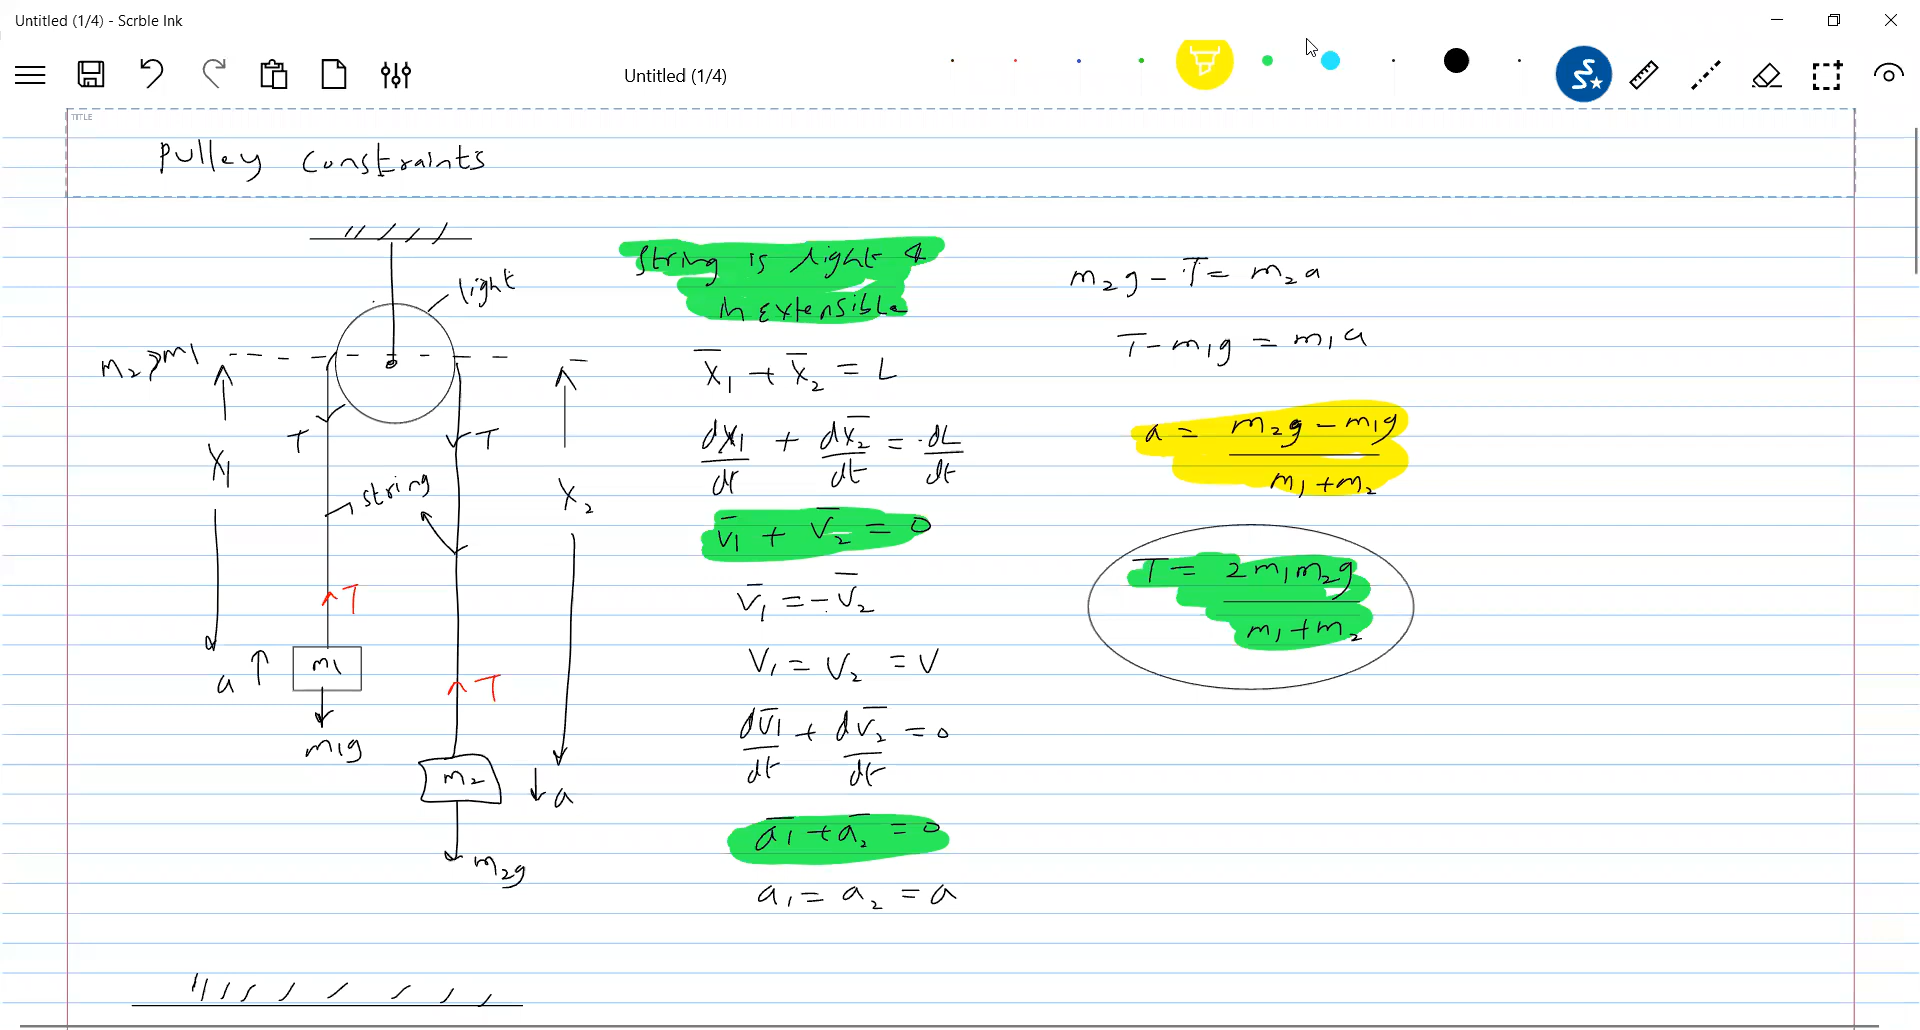 Untitled (1/4) - Scrble Ink
Untitled (1/4)
TITLE
Pulley Constraints
light
m₂ > m₁
T T
X₁
X₂
string
T
T
a
m₁
m₁g
m₂
a
m₂g
string is light &
in extensible
x̄₁ + x̄₂ = L
dx₁/dt + dx̄₂/dt = dL/dt
v̄₁ + v̄₂ = 0
v̄₁ = - v̄₂
V₁ = V₂ = V
dv̄₁/dt + dv̄₂/dt = 0
ā₁ + ā₂ = 0
a₁ = a₂ = a
m₂g - T = m₂a
T - m₁g = m₁a
a = (m₂g - m₁g)/(m₁ + m₂)
T = 2m₁m₂g/(m₁ + m₂)